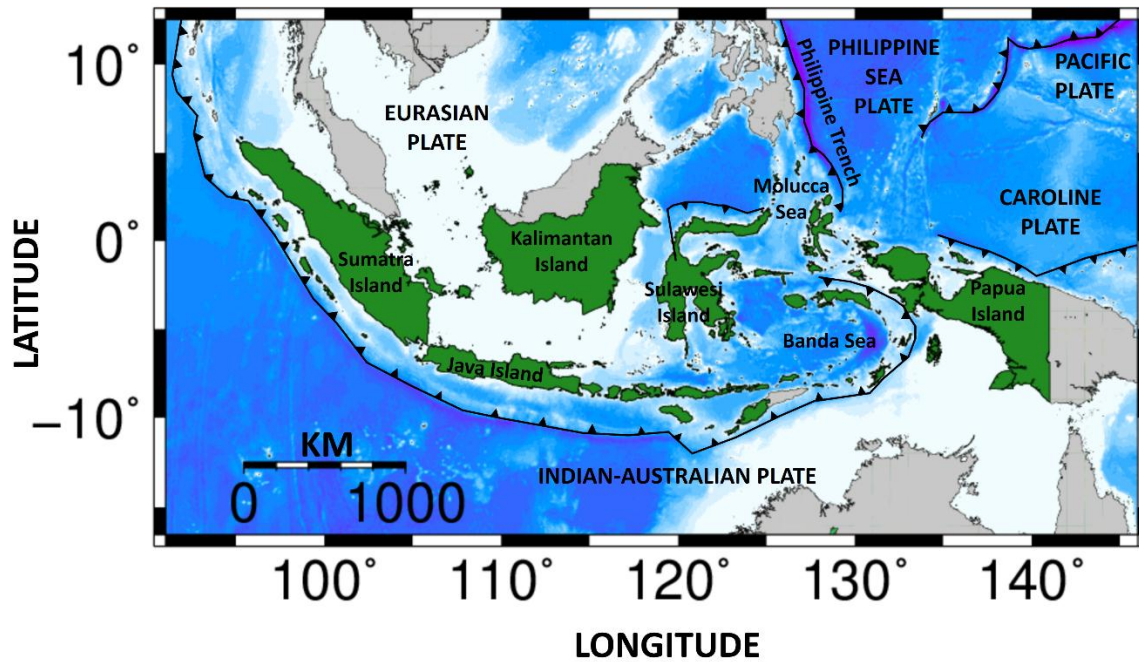 10°
0°
–10°
LATITUDE
PHILIPPINE
SEA
PLATE
PACIFIC
PLATE
Philippine Trench
EURASIAN
PLATE
Molucca
Sea
CAROLINE
PLATE
Kalimantan
Island
Sumatra
Island
Sulawesi
Island
Papua
Island
Banda Sea
Java Island
KM
0 1000
INDIAN-AUSTRALIAN PLATE
100° 110° 120° 130° 140°
LONGITUDE